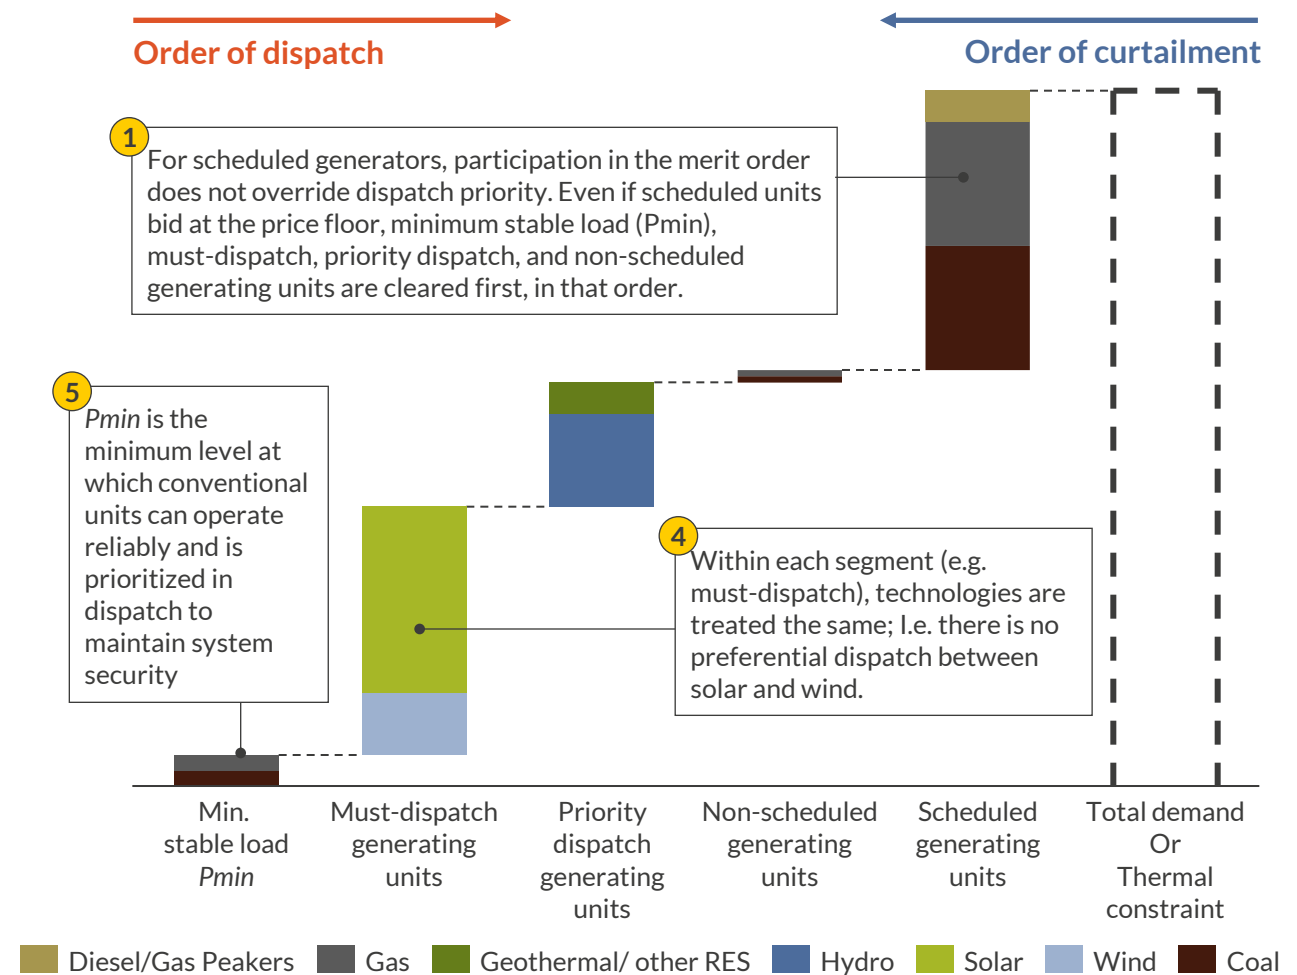 Order of dispatch
Order of curtailment
1
For scheduled generators, participation in the merit order
does not override dispatch priority. Even if scheduled units
bid at the price floor, minimum stable load (Pmin),
must-dispatch, priority dispatch, and non-scheduled
generating units are cleared first, in that order.
5
Pmin is the
minimum level at
which conventional
units can operate
reliably and is
prioritized in
dispatch to
maintain system
security
4
Within each segment (e.g.
must-dispatch), technologies are
treated the same; I.e. there is no
preferential dispatch between
solar and wind.
Min.
stable load
Pmin
Must-dispatch
generating
units
Priority
dispatch
generating
units
Non-scheduled
generating
units
Scheduled
generating
units
Total demand
Or
Thermal
constraint
Diesel/Gas Peakers
Gas
Geothermal/ other RES
Hydro
Solar
Wind
Coal